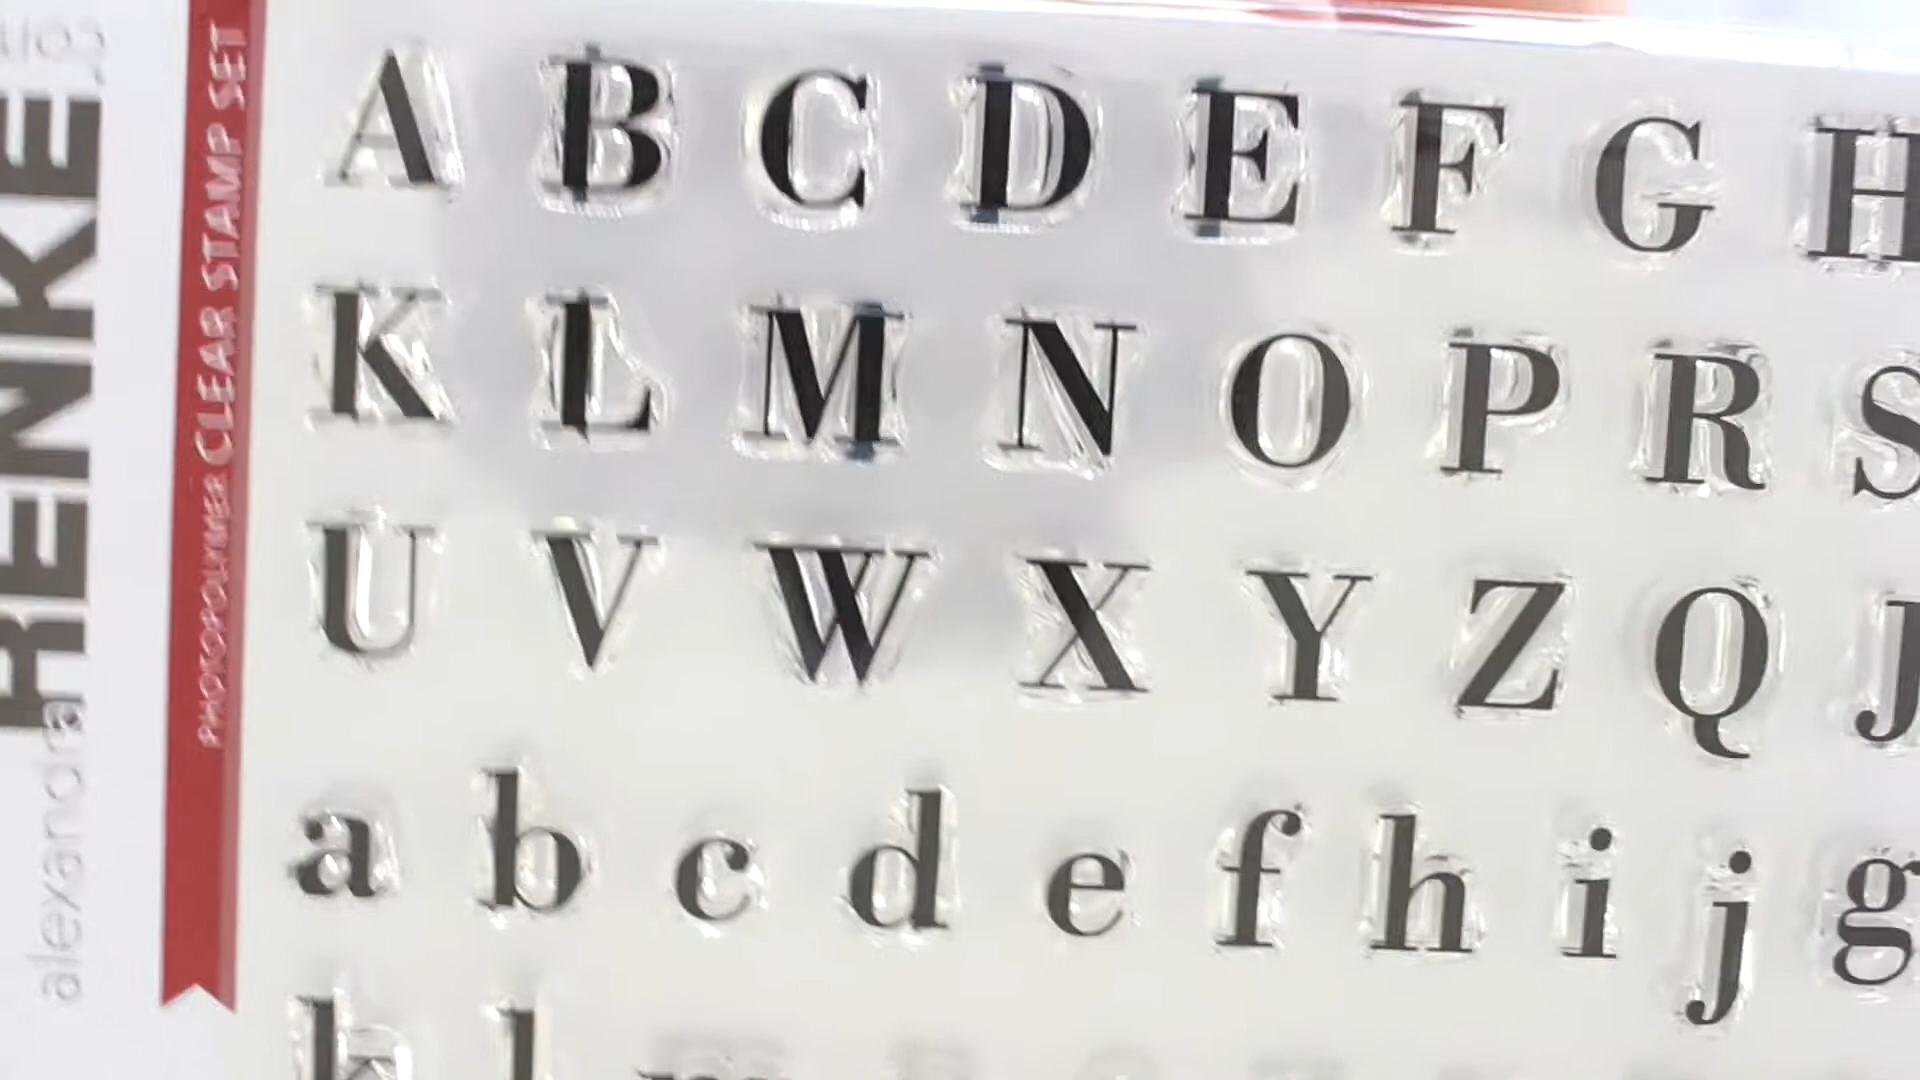 RENKE
alexandra
PHOTOPOLYMER CLEAR STAMP SET
A B C D E F G H
K L M N O P R S
U V W X Y Z Q J
a b c d e f h i j g
k l m